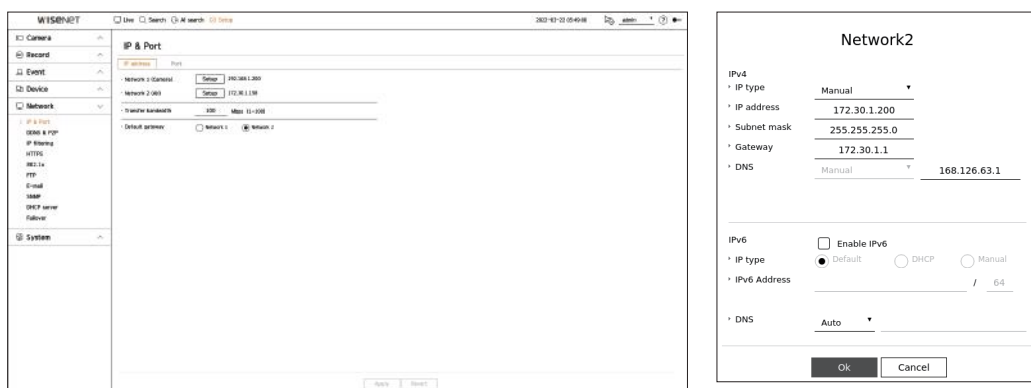 WISENET
Live Search AI search Setup 2022-03-22 05:49:08 admin
Camera
Record
Event
Device
Network
IP & Port
DDNS & P2P
IP filtering
HTTPS
802.1x
FTP
E-mail
SNMP
DHCP server
Failover
System
IP & Port
IP address Port
Network 1 (Camera) Setup 192.168.1.200
Setup 172.30.1.130
Transfer bandwidth 100 Mbps (1~100)
Default gateway Network 1 Network 2
Apply Revert
Network2
IPv4
IP type Manual
IP address 172.30.1.200
Subnet mask 255.255.255.0
Gateway 172.30.1.1
DNS Manual 168.126.63.1
IPv6 Enable IPv6
IP type Default DHCP Manual
IPv6 Address / 64
DNS Auto
Ok Cancel